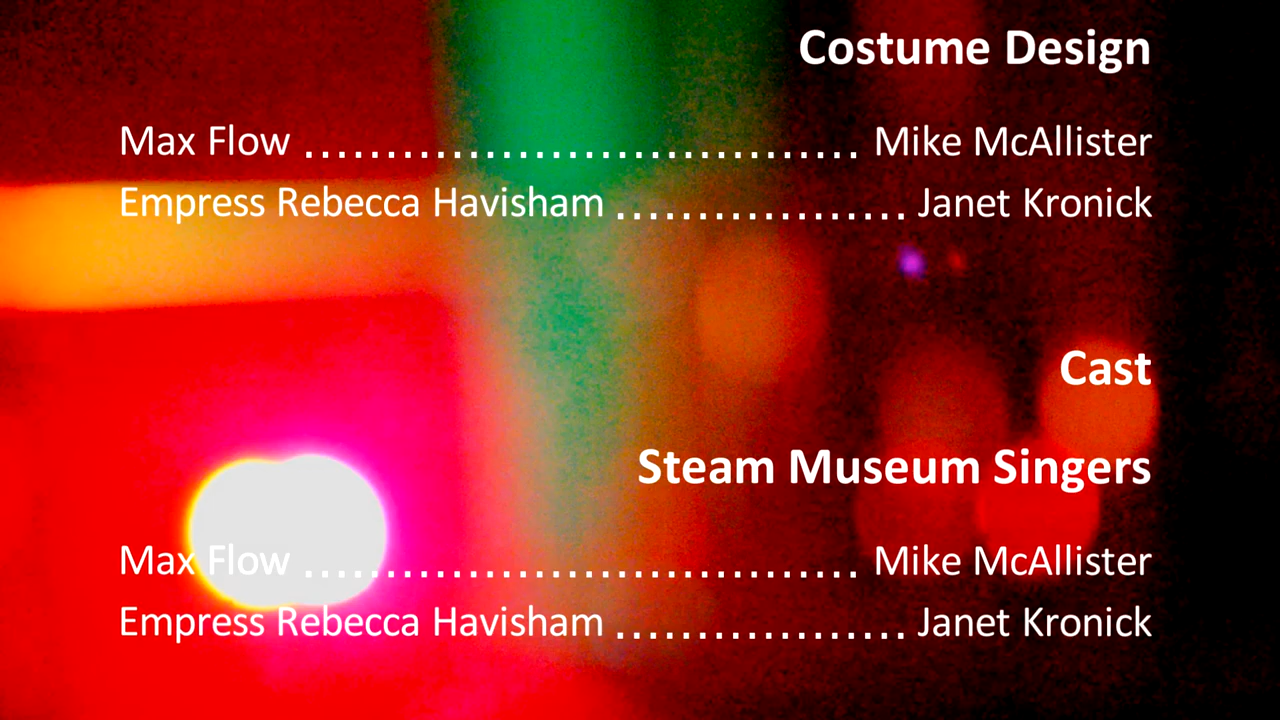 Costume Design
Max Flow ................................. Mike McAllister
Empress Rebecca Havisham .................. Janet Kronick
Cast
Steam Museum Singers
Max Flow ................................. Mike McAllister
Empress Rebecca Havisham .................. Janet Kronick